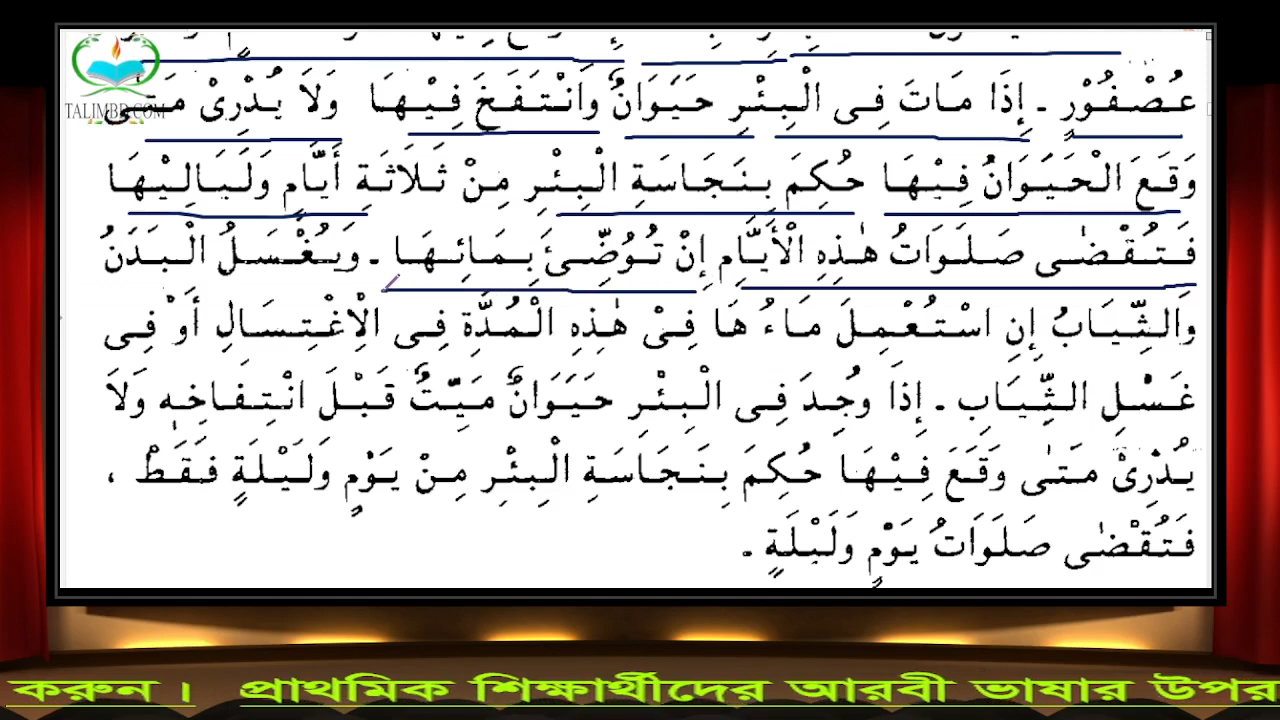 TALIMBD.COM
عُصْفُوْرٍ ـ إِذَا مَاتَ فِى الْبِئْرِ حَيَوَانٌ وَانْتَفَخَ فِيْهَا وَلَا يُدْرِىْ مَتٰى
وَقَعَ الْحَيَوَانُ فِيْهَا حُكِمَ بِنَجَاسَةِ الْبِئْرِ مِنْ ثَلَاثَةِ أَيَّامٍ وَلَيَالِيْهَا
فَتُقْضٰى صَلَوَاتُ هٰذِهِ الْأَيَّامِ إِنْ تُوُضِّئَ بِمَائِهَا ـ وَيُغْسَلُ الْبَدَنُ
وَالثِّيَابُ إِنِ اسْتُعْمِلَ مَاءُ هَا فِىْ هٰذِهِ الْمُدَّةِ فِى الْاِغْتِسَالِ أَوْ فِى
غَسْلِ الثِّيَابِ ـ إِذَا وُجِدَ فِى الْبِئْرِ حَيَوَانٌ مَيِّتٌ قَبْلَ انْتِفَاخِهٖ وَلَا
يُدْرِىْ مَتٰى وَقَعَ فِيْهَا حُكِمَ بِنَجَاسَةِ الْبِئْرِ مِنْ يَوْمٍ وَلَيْلَةٍ فَقَطْ ،
فَتُقْضٰى صَلَوَاتُ يَوْمٍ وَلَيْلَةٍ ـ
করুন । প্রাথমিক শিক্ষার্থীদের আরবী ভাষার উপর